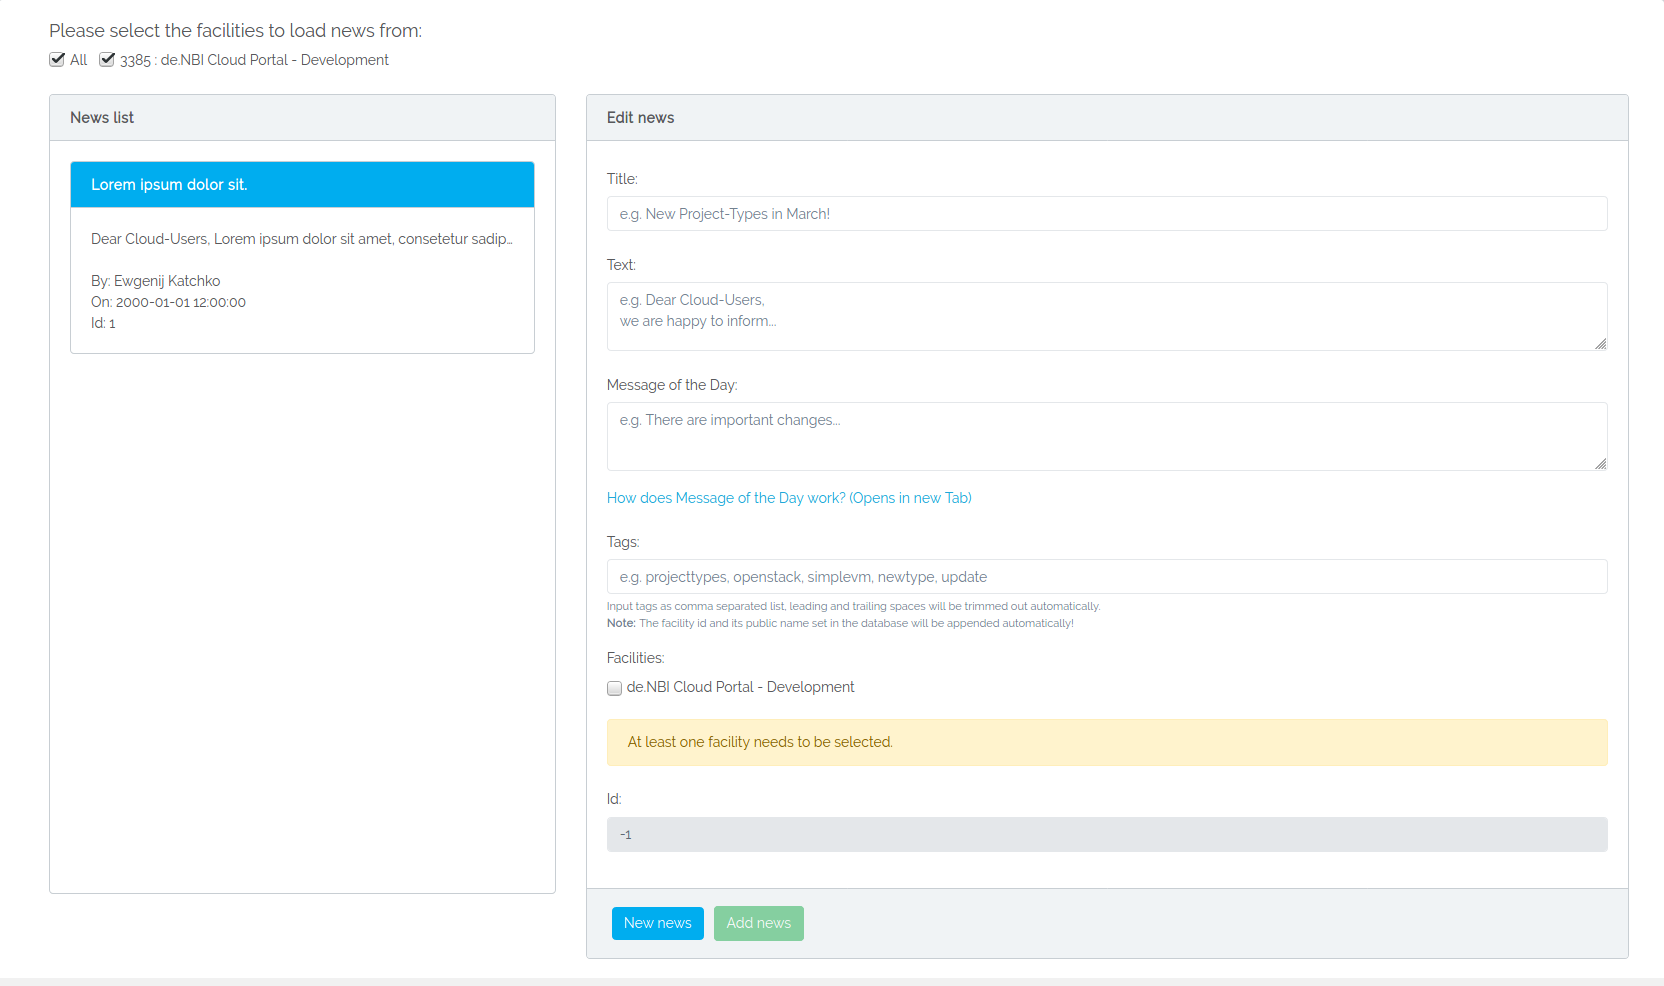 Please select the facilities to load news from:
All 3385 : de.NBI Cloud Portal - Development
News list
Lorem ipsum dolor sit.
Dear Cloud-Users, Lorem ipsum dolor sit amet, consetetur sadip...
By: Ewgenij Katchko
On: 2000-01-01 12:00:00
Id: 1
Edit news
Title:
e.g. New Project-Types in March!
Text:
e.g. Dear Cloud-Users,
we are happy to inform...
Message of the Day:
e.g. There are important changes...
How does Message of the Day work? (Opens in new Tab)
Tags:
e.g. projecttypes, openstack, simplevm, newtype, update
Input tags as comma separated list, leading and trailing spaces will be trimmed out automatically.
Note: The facility id and its public name set in the database will be appended automatically!
Facilities:
de.NBI Cloud Portal - Development
At least one facility needs to be selected.
Id:
-1
New news Add news